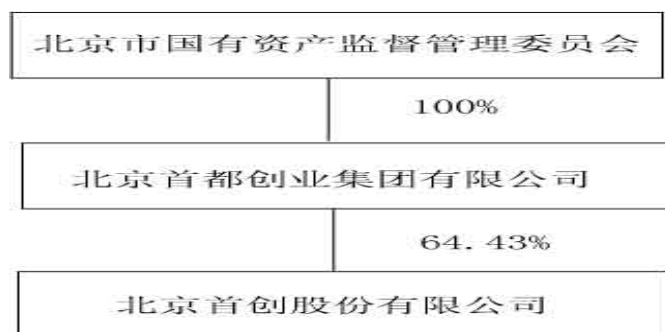 北京市国有资产监督管理委员会
100%
北京首都创业集团有限公司
64.43%
北京首创股份有限公司